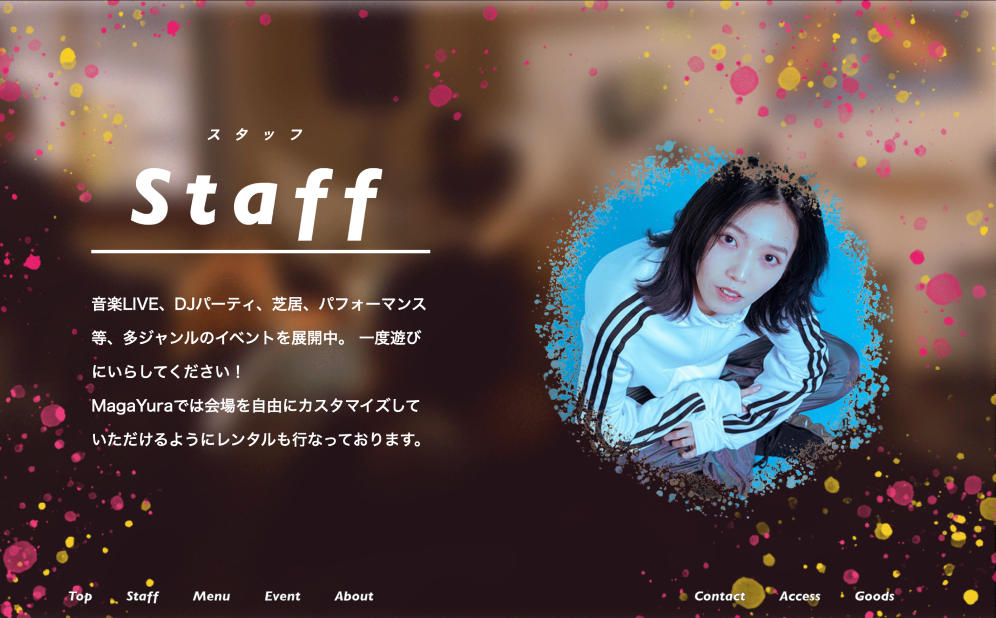 スタッフ
Staff
音楽LIVE、DJパーティ、芝居、パフォーマンス
等、多ジャンルのイベントを展開中。 一度遊び
にいらしてください！
MagaYuraでは会場を自由にカスタマイズして
いただけるようにレンタルも行なっております。
Top Staff Menu Event About Contact Access Goods